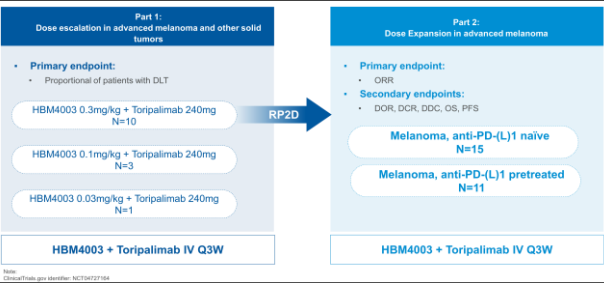 Part 1:
Dose escalation in advanced melanoma and other solid
tumors
• Primary endpoint:
• Proportional of patients with DLT
HBM4003 0.3mg/kg + Toripalimab 240mg
N=10
HBM4003 0.1mg/kg + Toripalimab 240mg
N=3
HBM4003 0.03mg/kg + Toripalimab 240mg
N=1
HBM4003 + Toripalimab IV Q3W
RP2D
Part 2:
Dose Expansion in advanced melanoma
• Primary endpoint:
• ORR
• Secondary endpoints:
• DOR, DCR, DDC, OS, PFS
Melanoma, anti-PD-(L)1 naïve
N=15
Melanoma, anti-PD-(L)1 pretreated
N=11
HBM4003 + Toripalimab IV Q3W
Note:
ClinicalTrials.gov identifier: NCT04727164